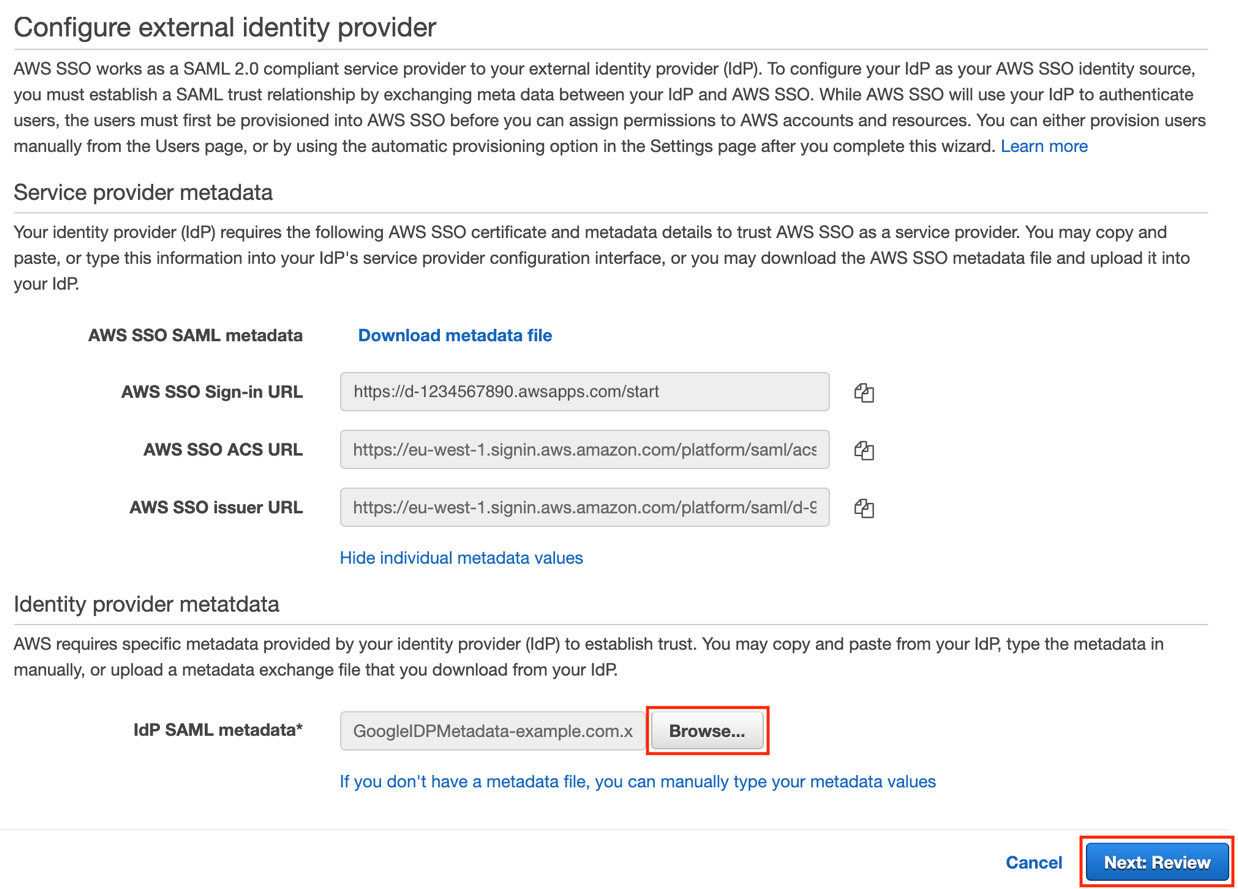 Configure external identity provider
AWS SSO works as a SAML 2.0 compliant service provider to your external identity provider (IdP). To configure your IdP as your AWS SSO identity source,
you must establish a SAML trust relationship by exchanging meta data between your IdP and AWS SSO. While AWS SSO will use your IdP to authenticate
users, the users must first be provisioned into AWS SSO before you can assign permissions to AWS accounts and resources. You can either provision users
manually from the Users page, or by using the automatic provisioning option in the Settings page after you complete this wizard. Learn more
Service provider metadata
Your identity provider (IdP) requires the following AWS SSO certificate and metadata details to trust AWS SSO as a service provider. You may copy and
paste, or type this information into your IdP's service provider configuration interface, or you may download the AWS SSO metadata file and upload it into
your IdP.
AWS SSO SAML metadata Download metadata file
AWS SSO Sign-in URL https://d-1234567890.awsapps.com/start
AWS SSO ACS URL https://eu-west-1.signin.aws.amazon.com/platform/saml/acs
AWS SSO issuer URL https://eu-west-1.signin.aws.amazon.com/platform/saml/d-9
Hide individual metadata values
Identity provider metatdata
AWS requires specific metadata provided by your identity provider (IdP) to establish trust. You may copy and paste from your IdP, type the metadata in
manually, or upload a metadata exchange file that you download from your IdP.
IdP SAML metadata* GoogleIDPMetadata-example.com.x Browse...
If you don't have a metadata file, you can manually type your metadata values
Cancel Next: Review